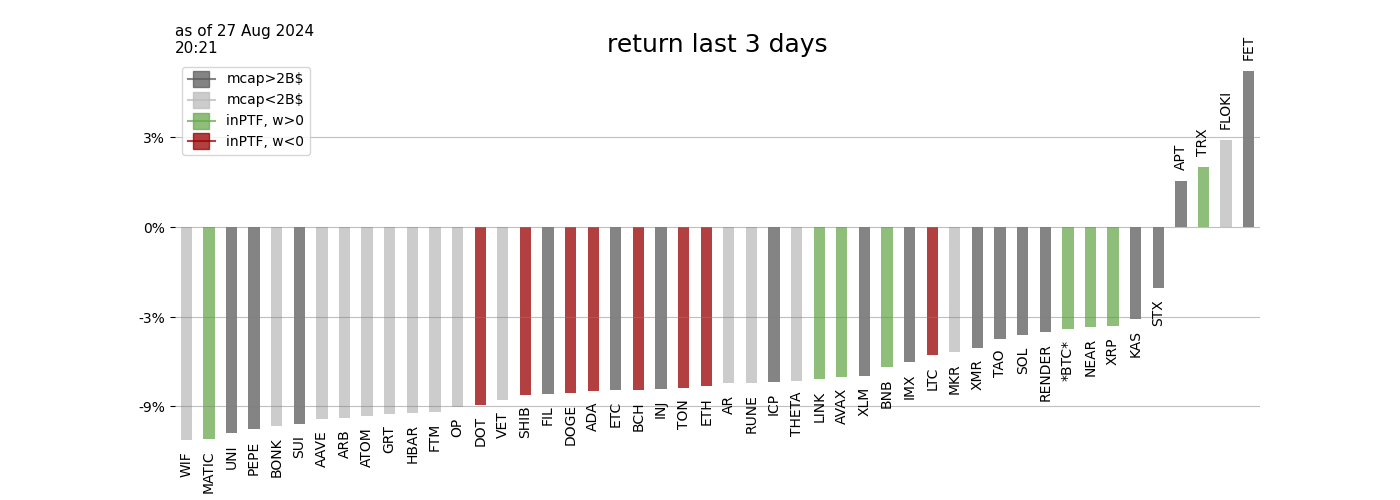 as of 27 Aug 2024
20:21
return last 3 days
mcap>2B$
mcap<2B$
inPTF, w>0
inPTF, w<0
3%
0%
-3%
-9%
WIF
MATIC
UNI
PEPE
BONK
SUI
AAVE
ARB
ATOM
GRT
HBAR
FTM
OP
DOT
VET
SHIB
FIL
DOGE
ADA
ETC
BCH
INJ
TON
ETH
AR
RUNE
ICP
THETA
LINK
AVAX
XLM
BNB
IMX
LTC
MKR
XMR
TAO
SOL
RENDER
*BTC*
NEAR
XRP
KAS
STX
APT
TRX
FLOKI
FET